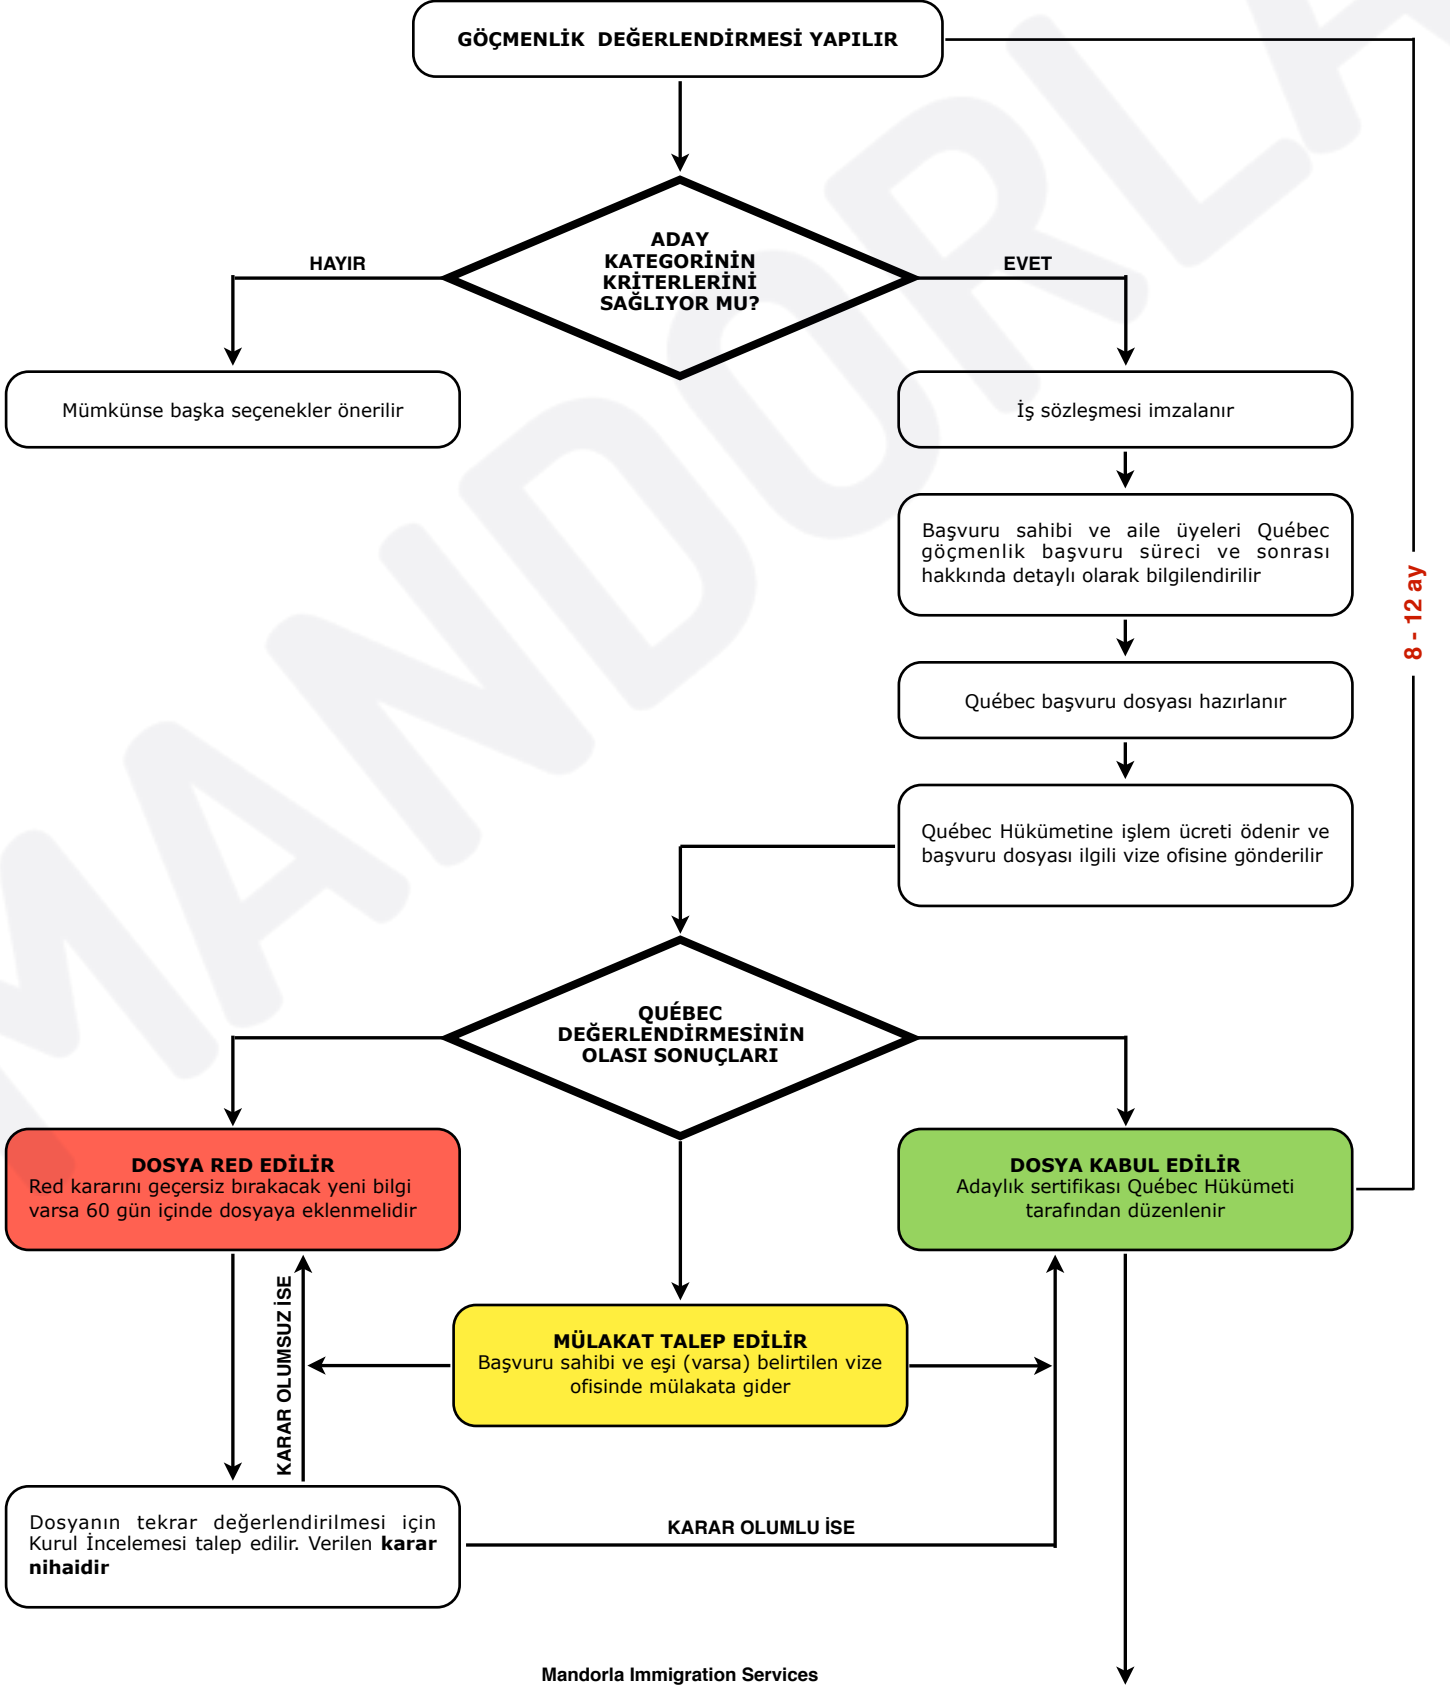 GÖÇMENLİK DEĞERLENDİRMESİ YAPILIR
ADAY
KATEGORİNİN
KRİTERLERİNİ
SAĞLIYOR MU?
HAYIR
EVET
Mümkünse başka seçenekler önerilir
İş sözleşmesi imzalanır
Başvuru sahibi ve aile üyeleri Québec
göçmenlik başvuru süreci ve sonrası
hakkında detaylı olarak bilgilendirilir
8 - 12 ay
Québec başvuru dosyası hazırlanır
Québec Hükümetine işlem ücreti ödenir ve
başvuru dosyası ilgili vize ofisine gönderilir
QUÉBEC
DEĞERLENDİRMESİNİN
OLASI SONUÇLARI
DOSYA RED EDİLİR
Red kararını geçersiz bırakacak yeni bilgi
varsa 60 gün içinde dosyaya eklenmelidir
DOSYA KABUL EDİLİR
Adaylık sertifikası Québec Hükümeti
tarafından düzenlenir
KARAR OLUMSUZ İSE
MÜLAKAT TALEP EDİLİR
Başvuru sahibi ve eşi (varsa) belirtilen vize
ofisinde mülakata gider
Dosyanın tekrar değerlendirilmesi için
Kurul İncelemesi talep edilir. Verilen karar
nihaidir
KARAR OLUMLU İSE
Mandorla Immigration Services
MANDORLA